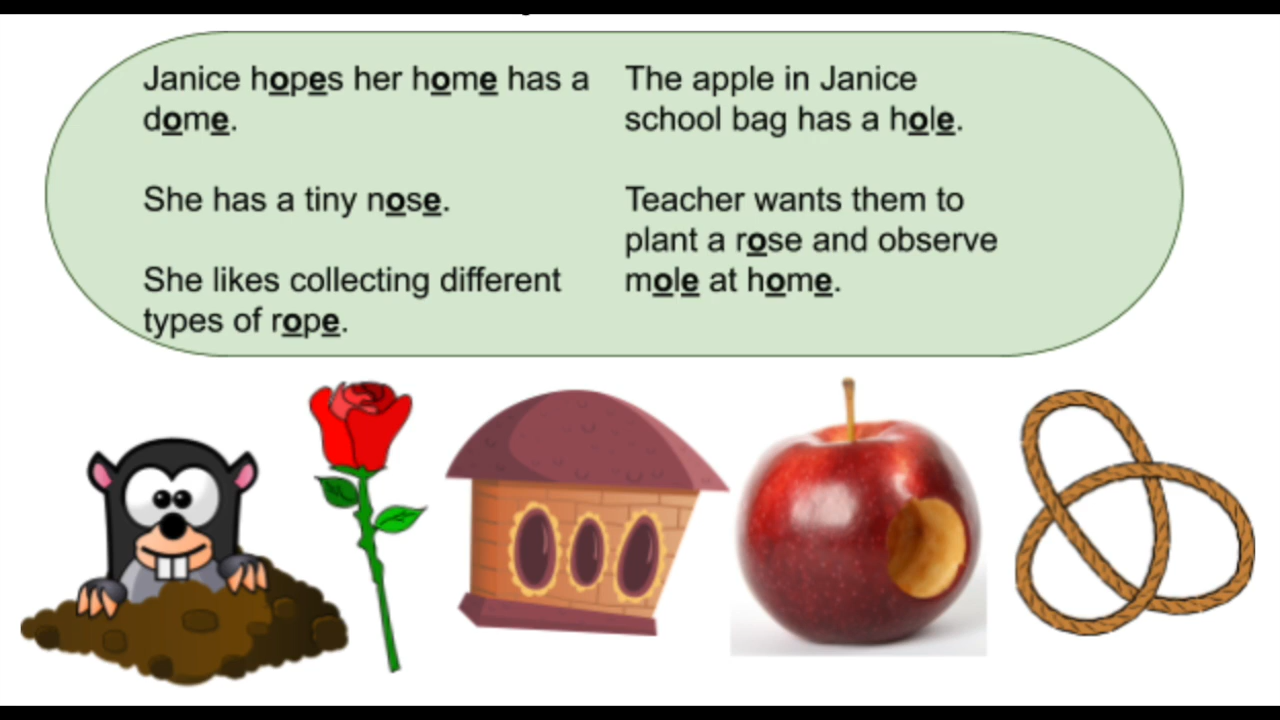 Janice hopes her home has a
dome.
She has a tiny nose.
She likes collecting different
types of rope.
The apple in Janice
school bag has a hole.
Teacher wants them to
plant a rose and observe
mole at home.